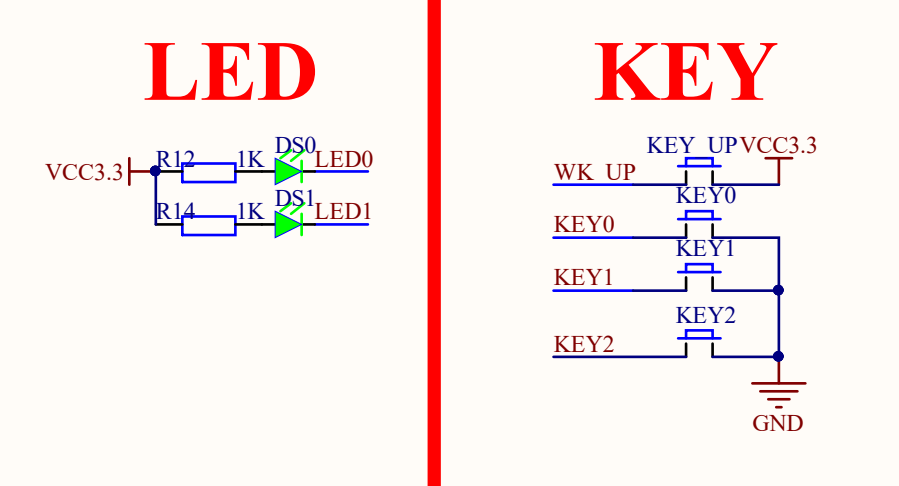 LED
DS0
R12 1K LED0
VCC3.3
DS1
R14 1K LED1
KEY
KEY_UP VCC3.3
WK_UP
KEY0
KEY0
KEY1
KEY1
KEY2
KEY2
GND